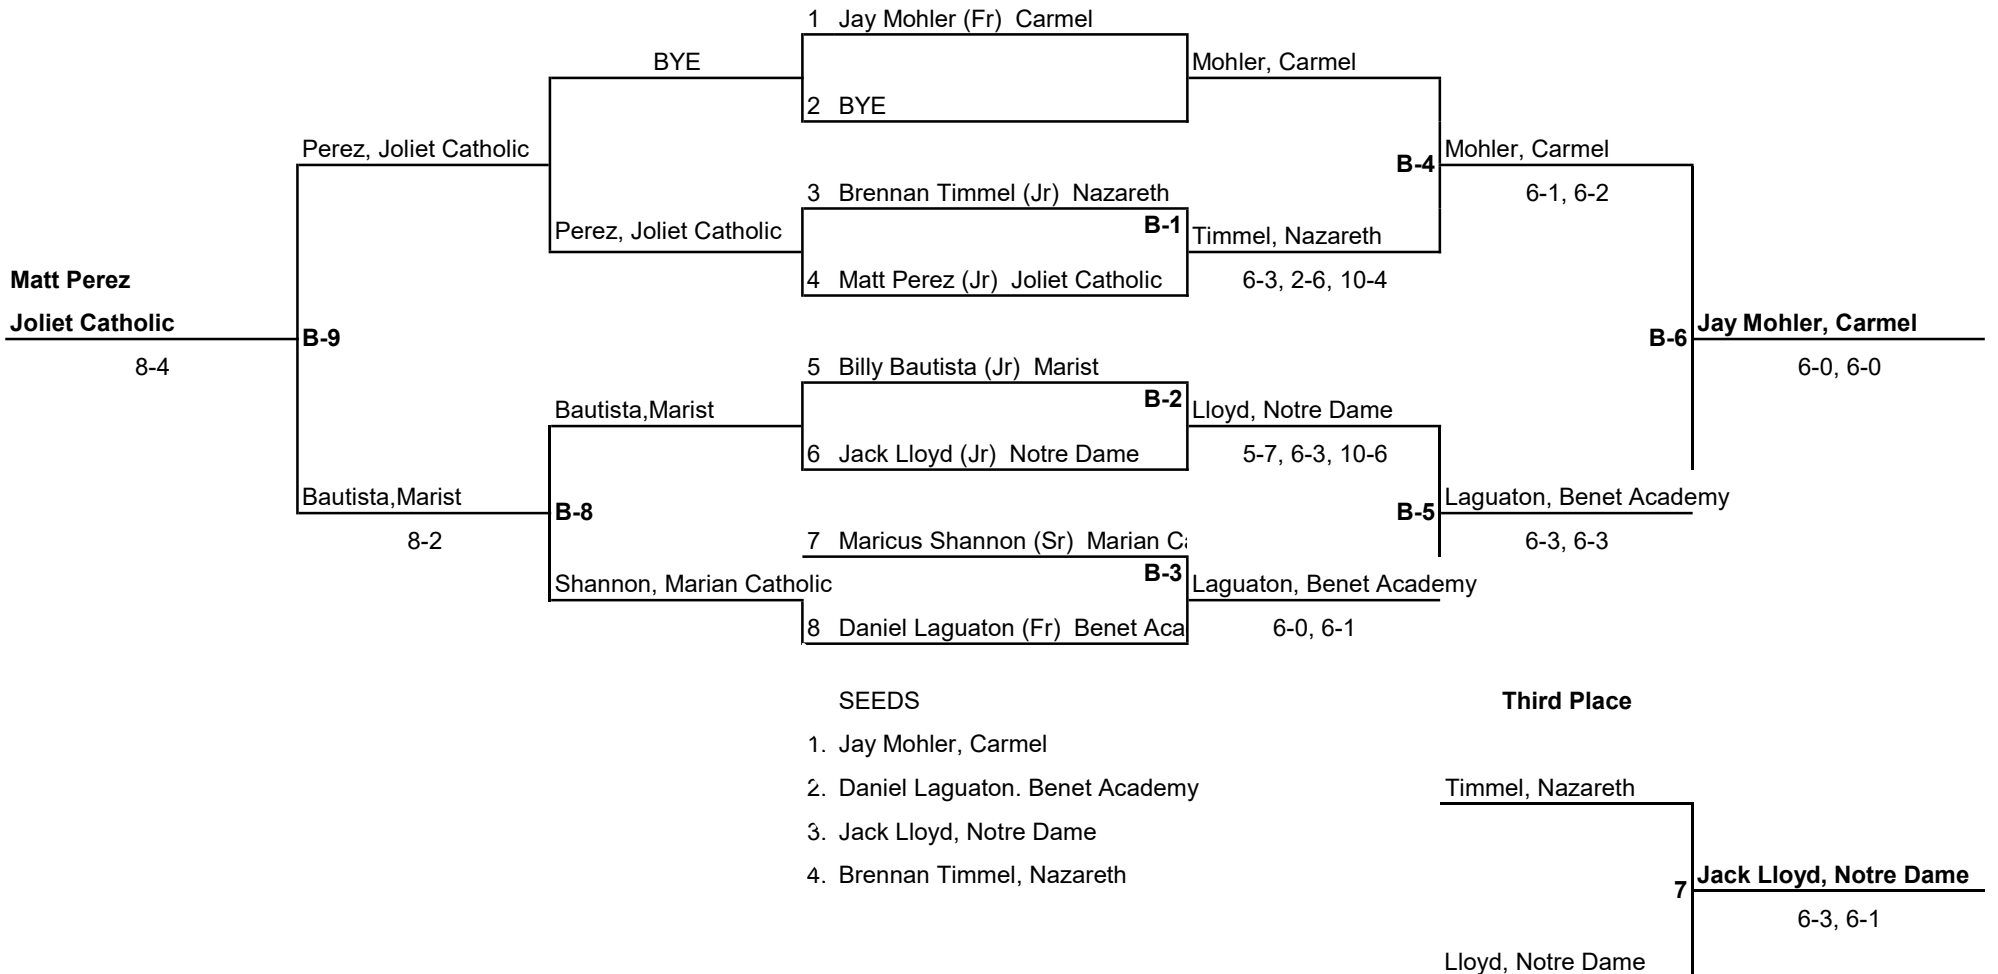 1 Jay Mohler (Fr) Carmel
BYE
Mohler, Carmel
2 BYE
Perez, Joliet Catholic
B-4
Mohler, Carmel
3 Brennan Timmel (Jr) Nazareth
6-1, 6-2
Perez, Joliet Catholic
B-1
Timmel, Nazareth
Matt Perez
4 Matt Perez (Jr) Joliet Catholic
6-3, 2-6, 10-4
Joliet Catholic
B-9
B-6
Jay Mohler, Carmel
8-4
5 Billy Bautista (Jr) Marist
6-0, 6-0
Bautista,Marist
B-2
Lloyd, Notre Dame
6 Jack Lloyd (Jr) Notre Dame
5-7, 6-3, 10-6
Bautista,Marist
B-8
B-5
Laguaton, Benet Academy
8-2
7 Maricus Shannon (Sr) Marian Ca
6-3, 6-3
Shannon, Marian Catholic
B-3
Laguaton, Benet Academy
8 Daniel Laguaton (Fr) Benet Aca
6-0, 6-1
SEEDS
Third Place
1. Jay Mohler, Carmel
2. Daniel Laguaton. Benet Academy
Timmel, Nazareth
3. Jack Lloyd, Notre Dame
4. Brennan Timmel, Nazareth
7
Jack Lloyd, Notre Dame
6-3, 6-1
Lloyd, Notre Dame